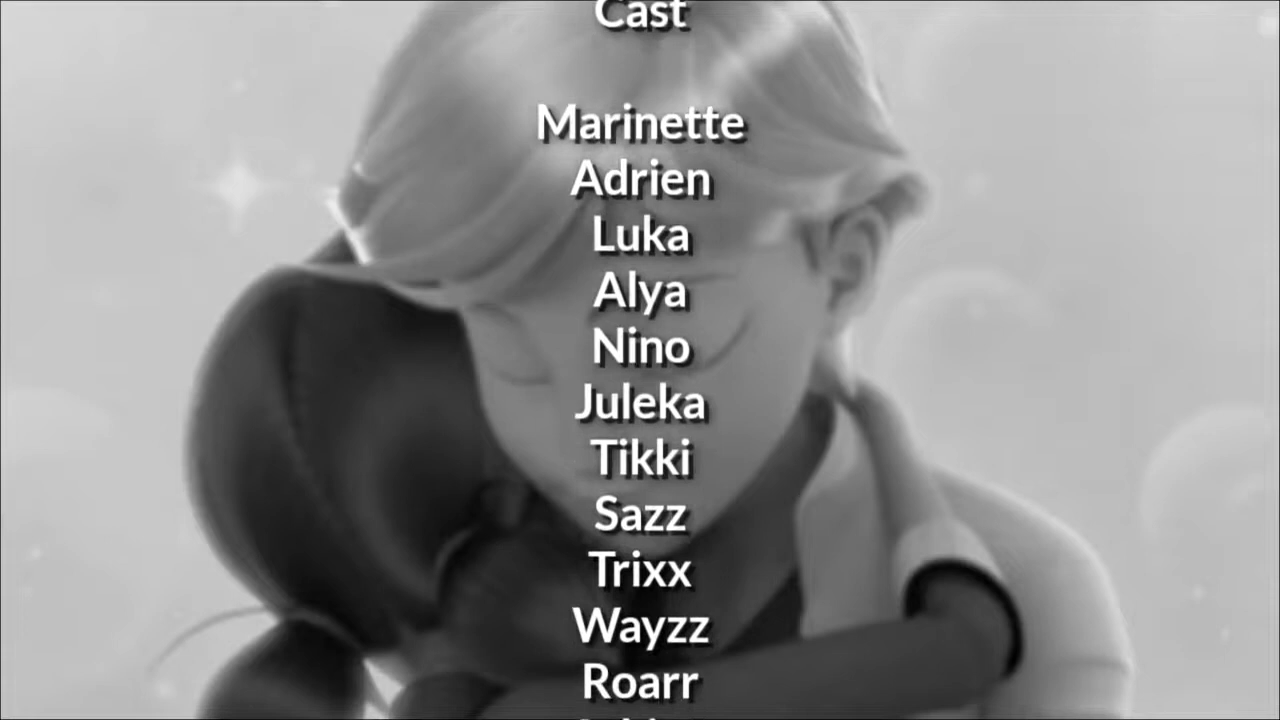 Cast
Marinette
Adrien
Luka
Alya
Nino
Juleka
Tikki
Sazz
Trixx
Wayzz
Roarr